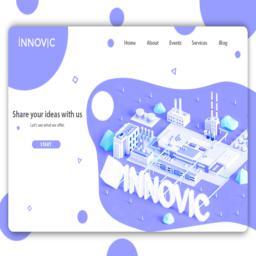 INNOVIC
Home About Events Services Blog
Share your ideas with us
Let's see what we offer.
START
INNOVIC